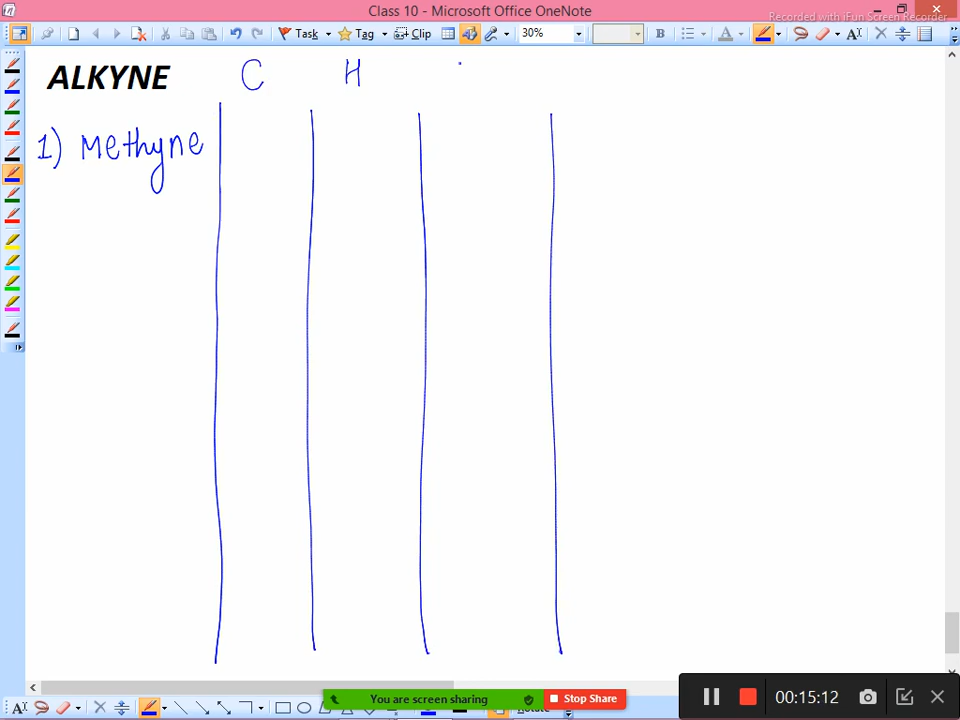 Class 10 - Microsoft Office OneNote
Recorded with iFun Screen Recorder
Task Tag Clip 30% B A A
ALKYNE C H
1) Methyne
You are screen sharing Stop Share
00:15:12